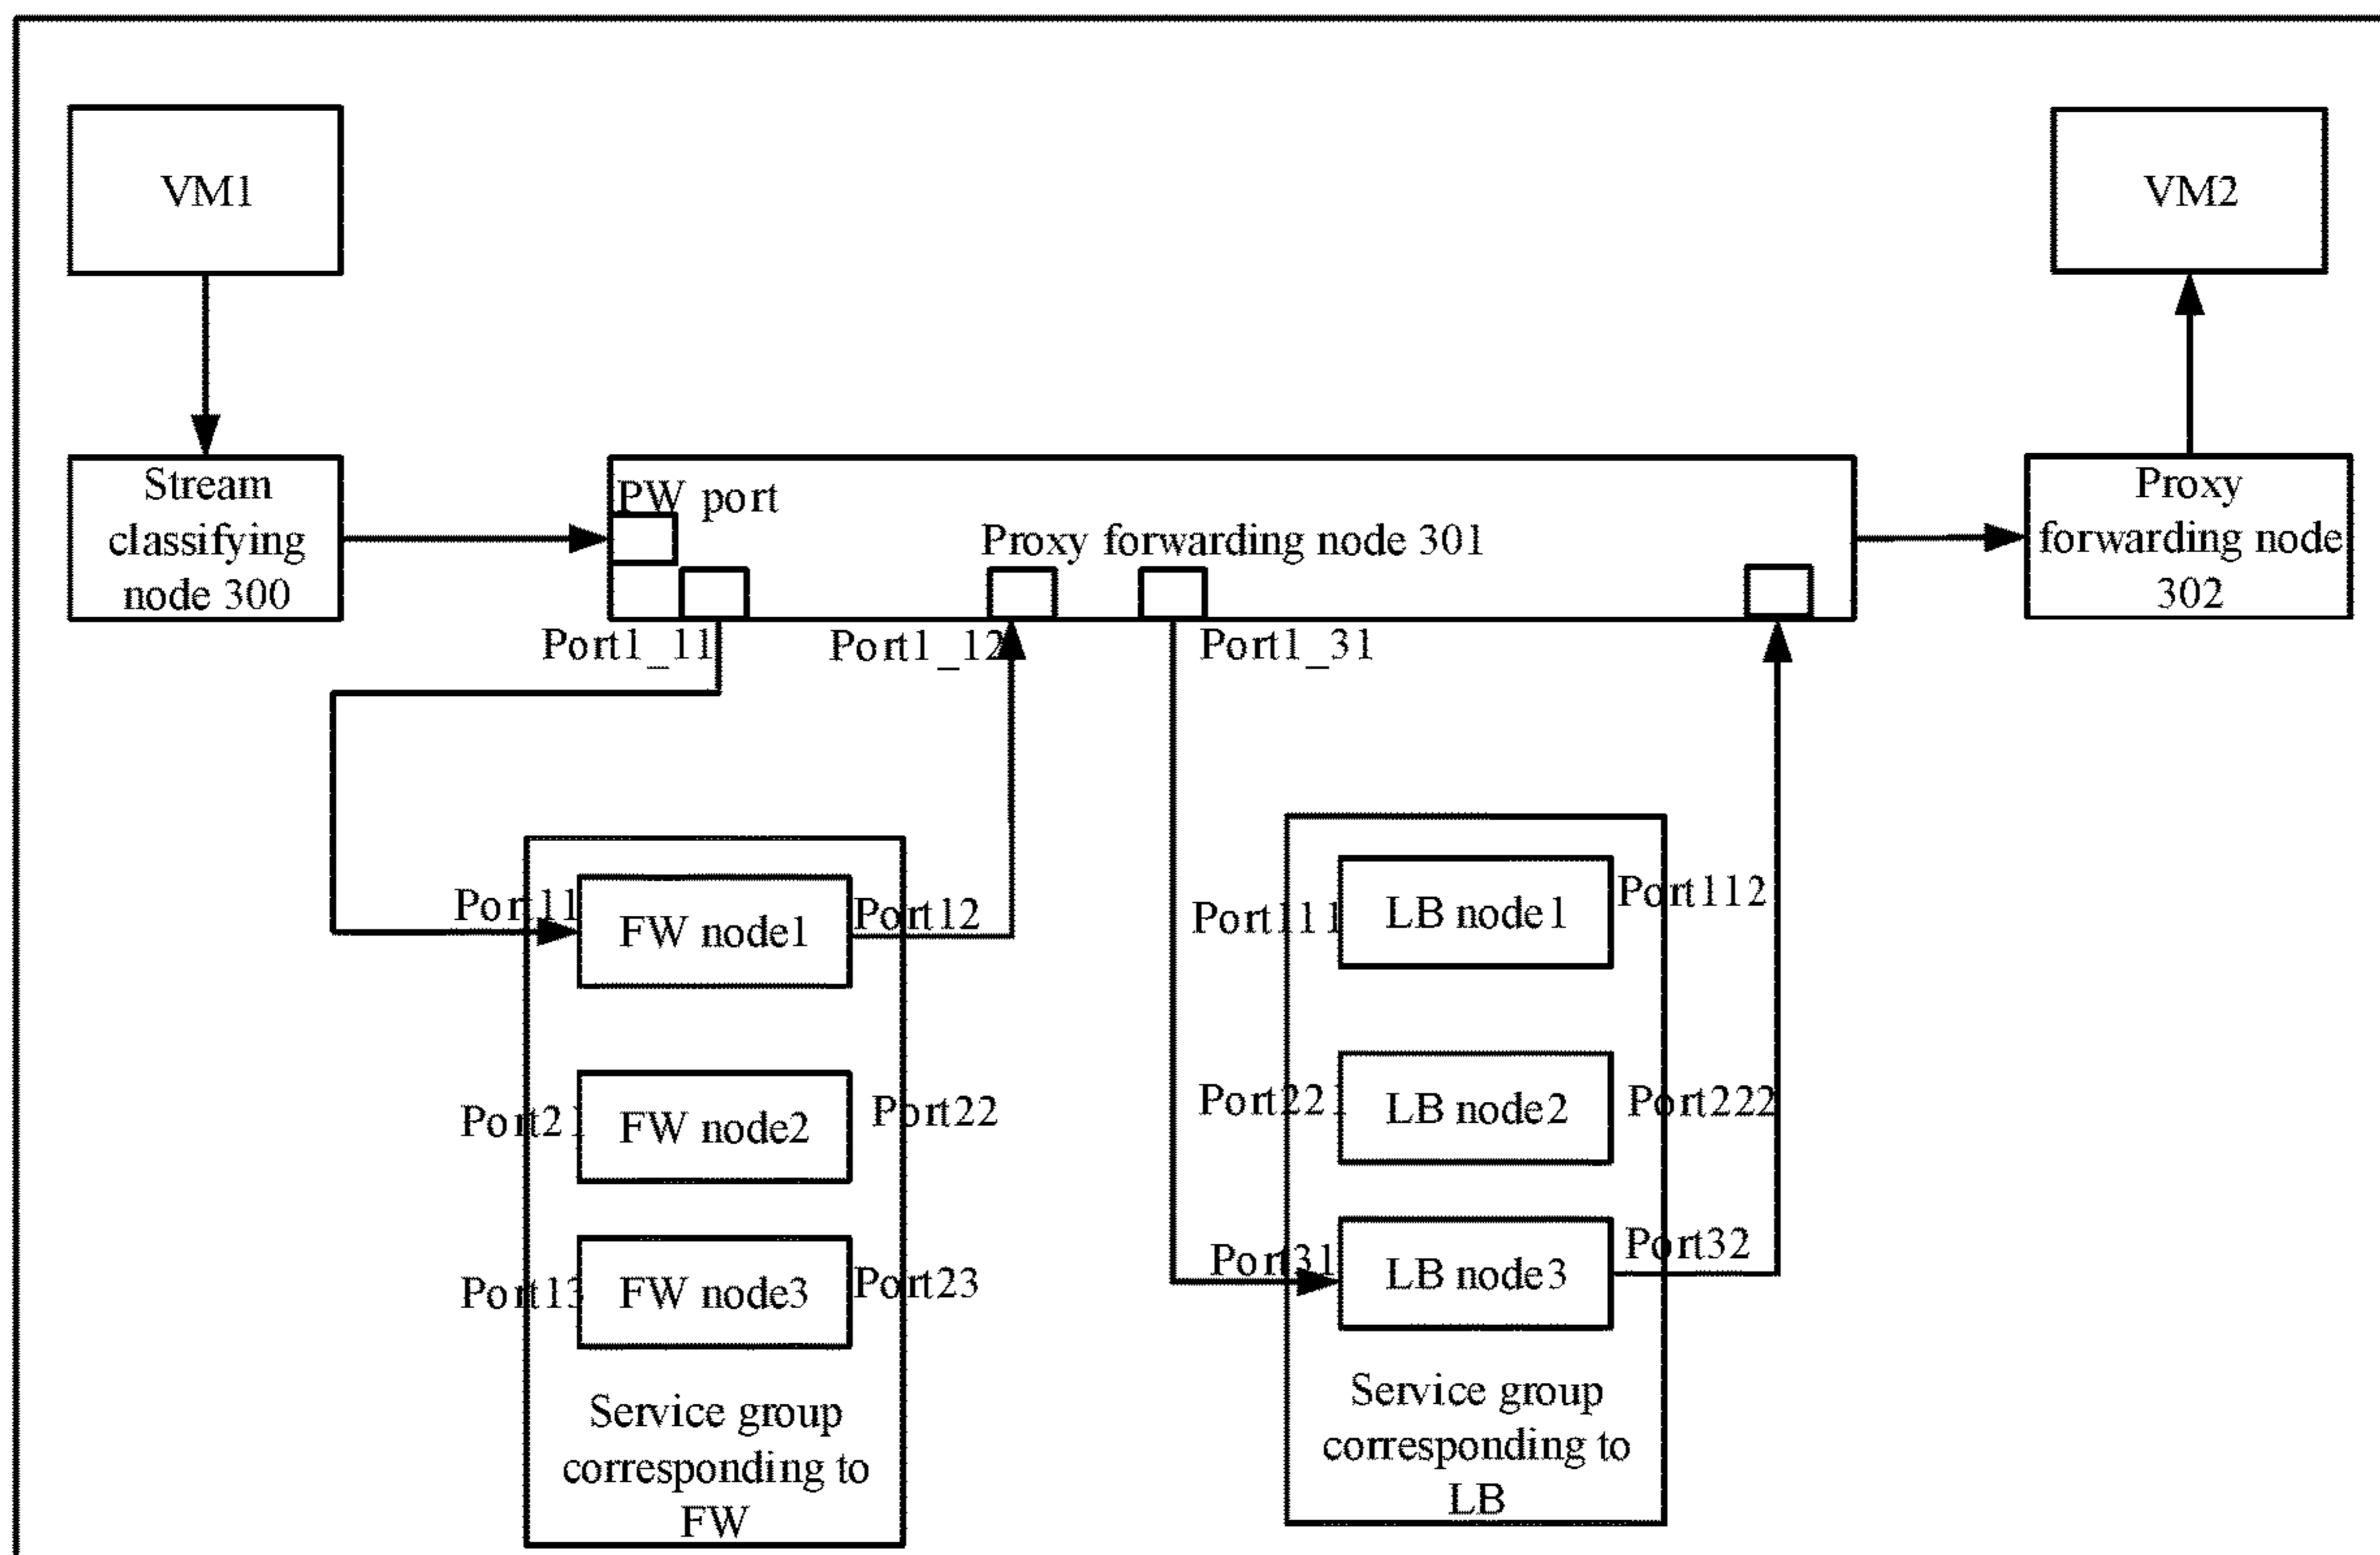 VM1
VM2
Stream
classifying
node 300
PW port
Proxy forwarding node 301
Proxy
forwarding node
302
Port1_11
Port1_12
Port1_31
Port11
FW node1
Port12
Port21
FW node2
Port22
Port13
FW node3
Port23
Service group
corresponding to
FW
Port111
LB node1
Port112
Port221
LB node2
Port222
Port31
LB node3
Port32
Service group
corresponding to
LB